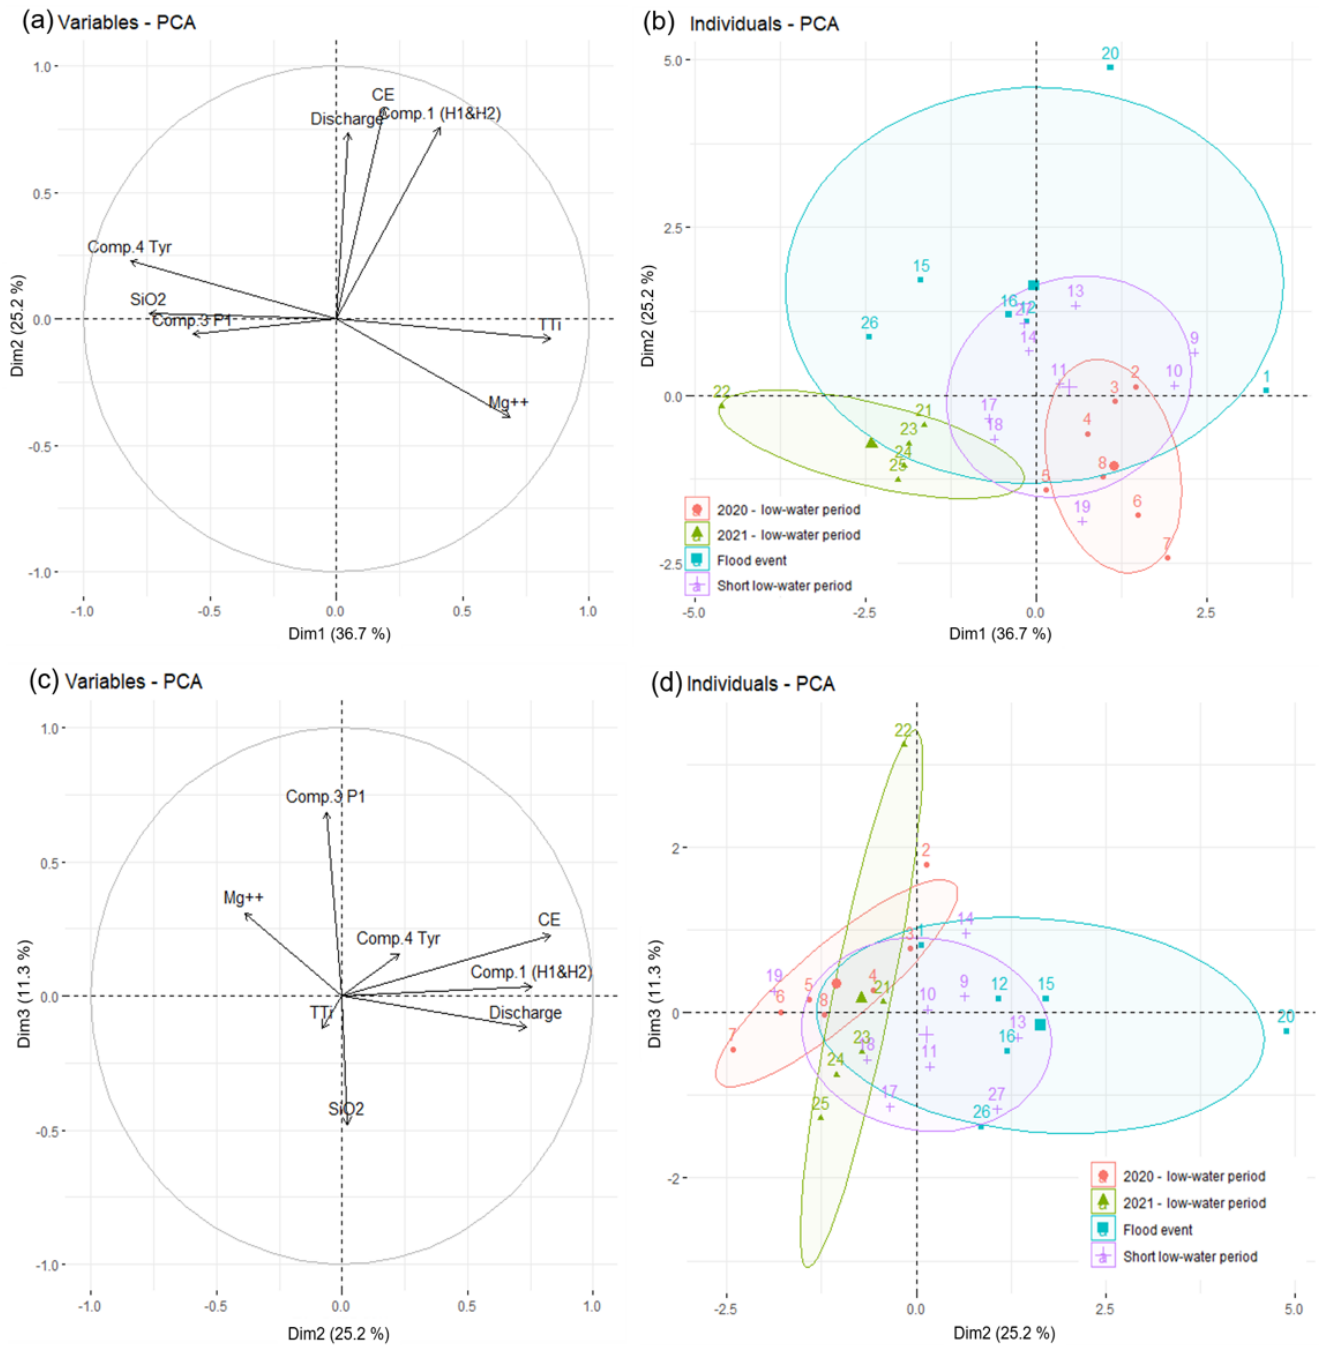 (a) Variables - PCA
1.0
CE
Discharge
Comp.1 (H1&H2)
0.5
Comp.4 Tyr
SiO2
Comp.3 P1
0.0
TTi
Mg++
-0.5
-1.0
-1.0 -0.5 0.0 0.5 1.0
Dim1 (36.7 %)
Dim2 (25.2 %)
(b) Individuals - PCA
5.0
20
2.5
15
13
16 12
27
26
14
9
11
10
1
2
3
0.0
22
21
17
4
23
18
24
25
5
8
6
19
7
-2.5
2020 - low-water period
2021 - low-water period
Flood event
Short low-water period
-5.0 -2.5 0.0 2.5
Dim1 (36.7 %)
Dim2 (25.2 %)
(c) Variables - PCA
1.0
Comp.3 P1
0.5
Mg++
CE
Comp.4 Tyr
Comp.1 (H1&H2)
0.0
TTi
Discharge
SiO2
-0.5
-1.0
-1.0 -0.5 0.0 0.5 1.0
Dim2 (25.2 %)
Dim3 (11.3 %)
(d) Individuals - PCA
22
2
2
14
3 1
19
5
4
21
9
12
15
6
8
10
0
13
20
7
23
18
11
16
24
25
17
27
26
-2
2020 - low-water period
2021 - low-water period
Flood event
Short low-water period
-2.5 0.0 2.5 5.0
Dim2 (25.2 %)
Dim3 (11.3 %)